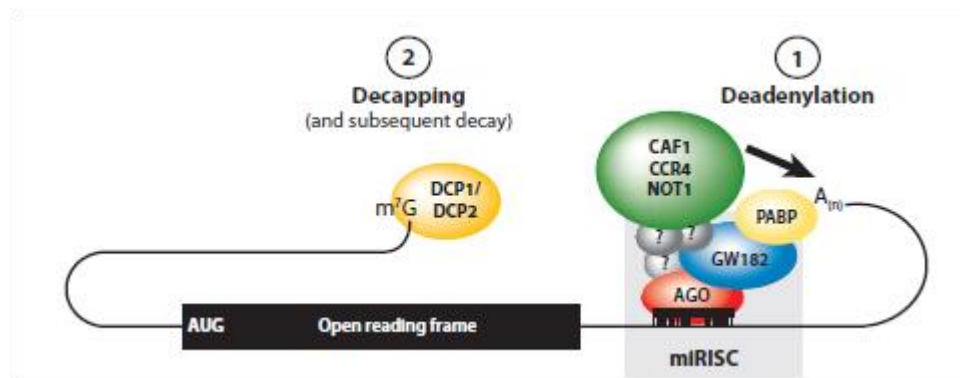 2
Decapping
(and subsequent decay)
1
Deadenylation
CAF1
CCR4
NOT1
DCP1/
DCP2
m⁷G
PABP
A(n)
?
?
?
GW182
AGO
AUG
Open reading frame
miRISC